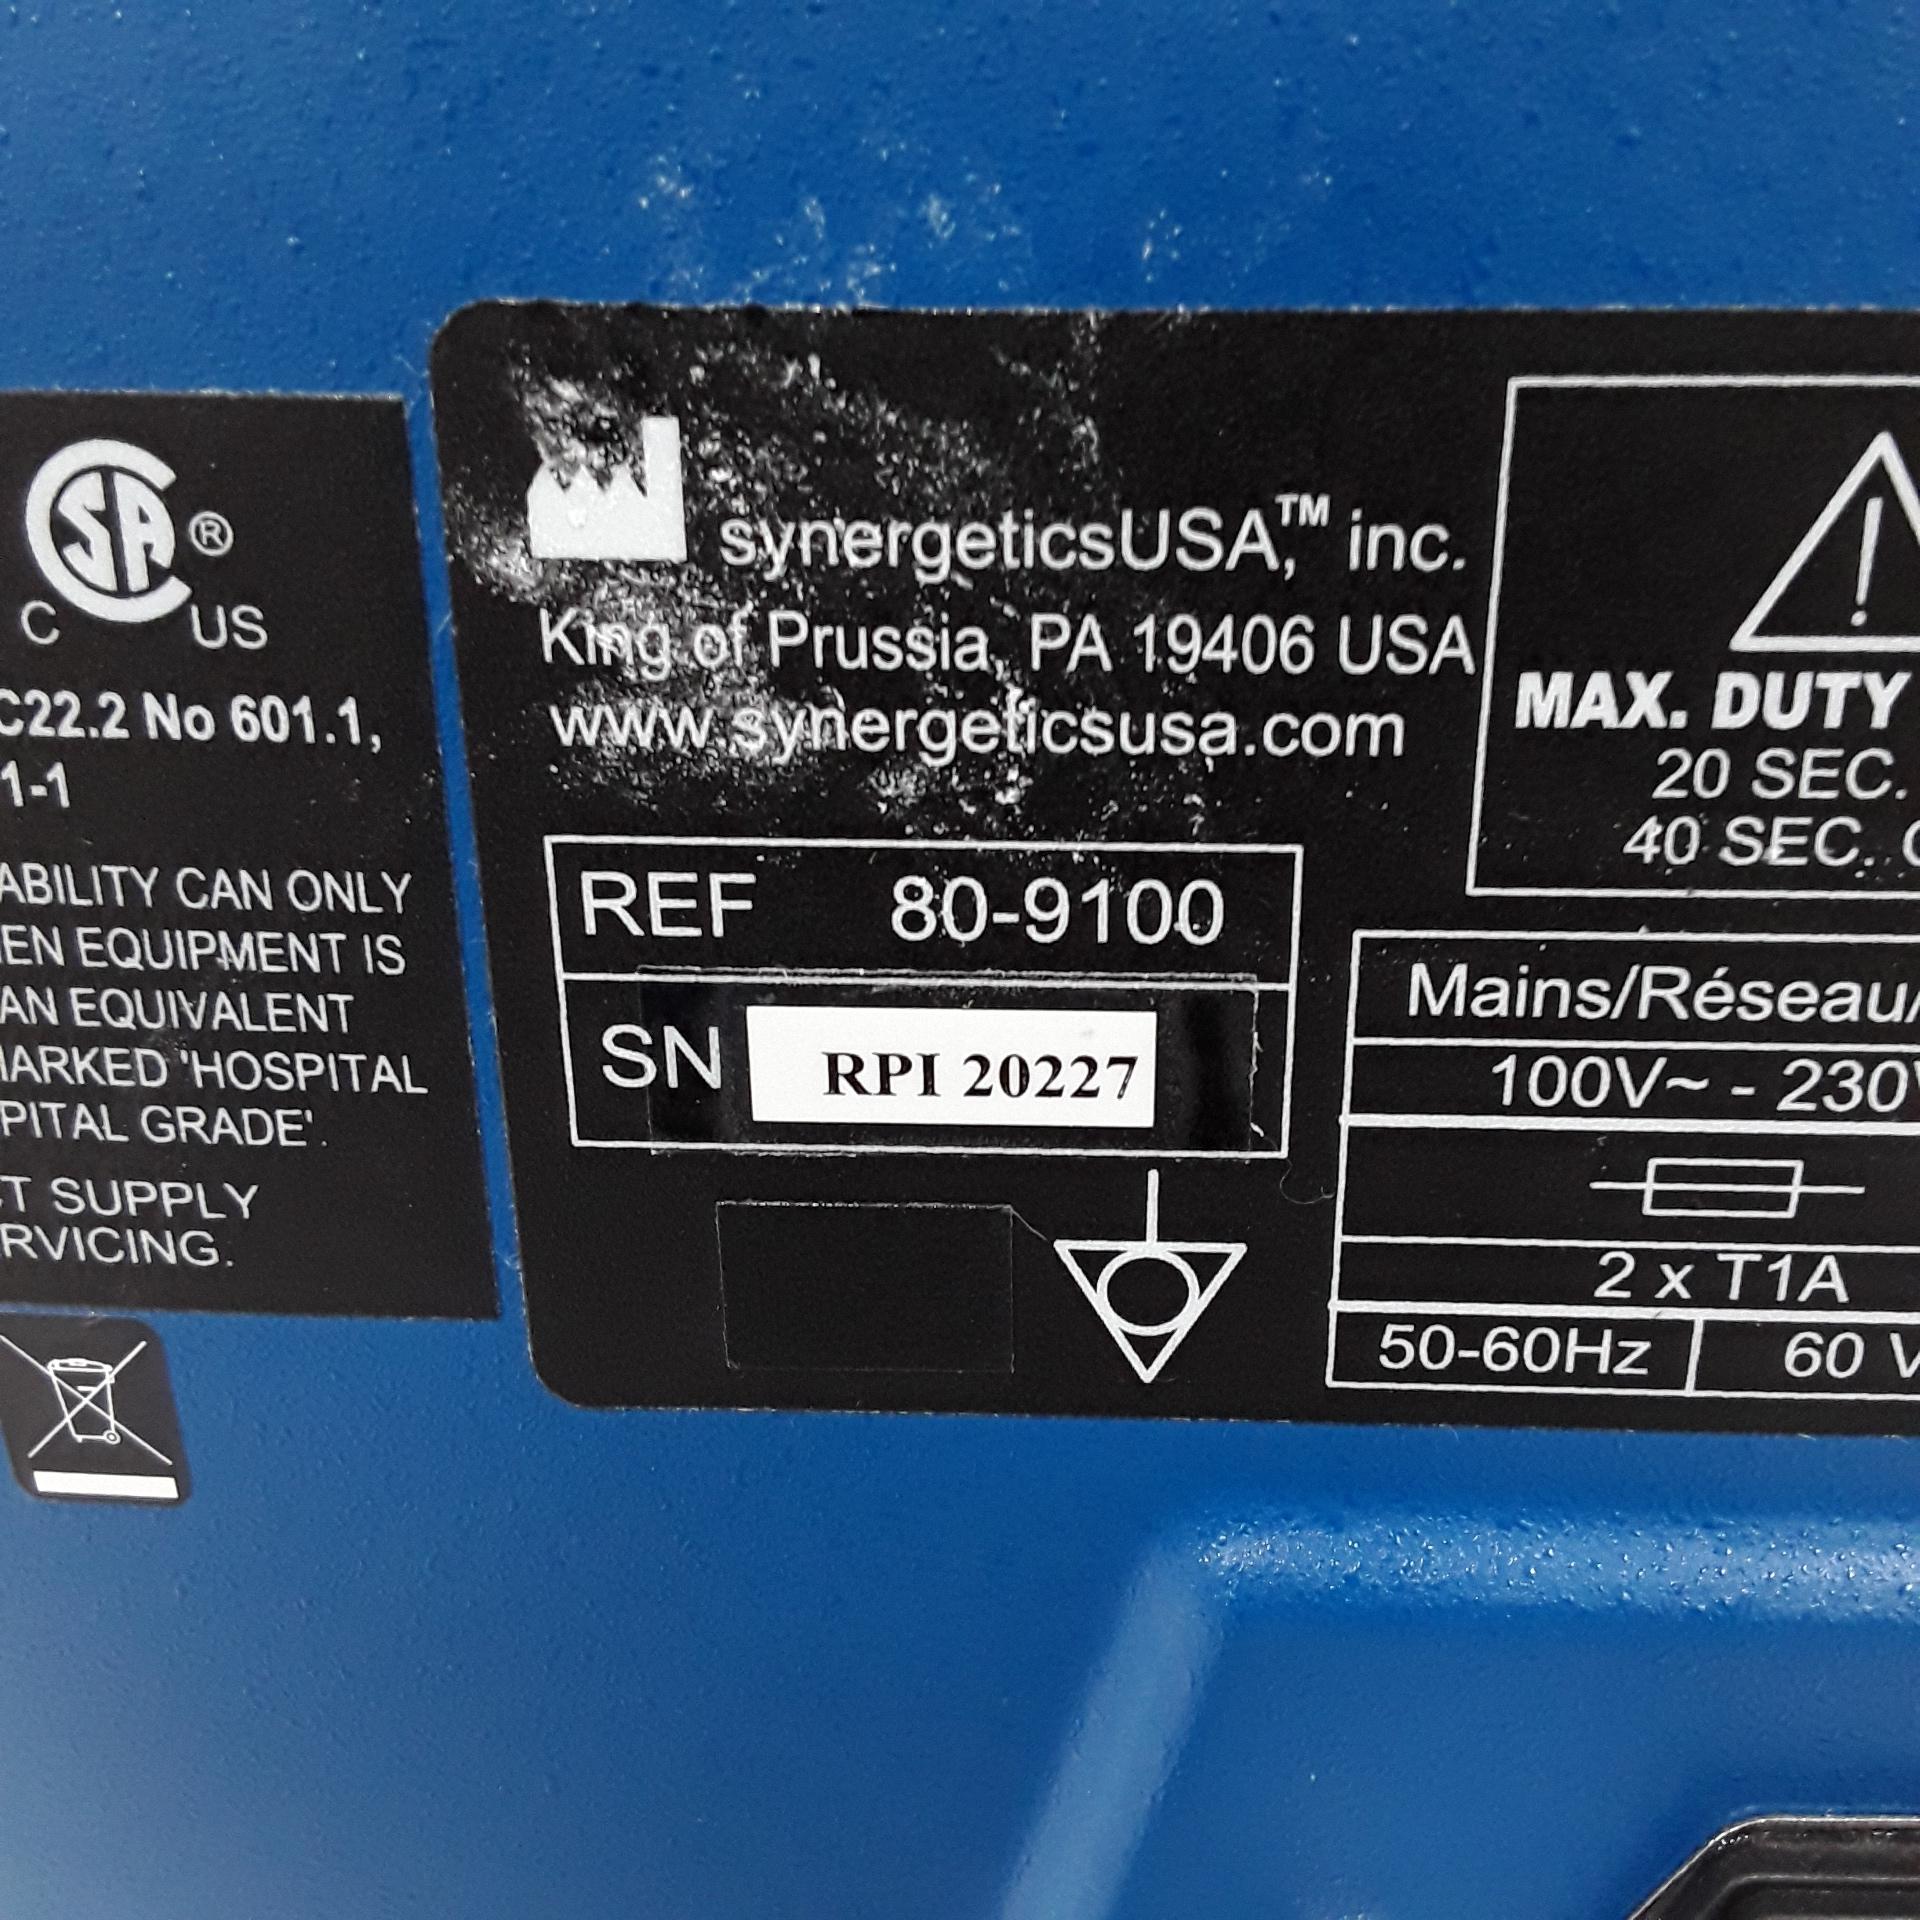 CSA ®
C US
C22.2 No 601.1,
1-1
ABILITY CAN ONLY
EN EQUIPMENT IS
AN EQUIVALENT
MARKED 'HOSPITAL
PITAL GRADE'.
T SUPPLY
RVICING.
synergeticsUSA,™ inc.
King of Prussia, PA 19406 USA
www.synergeticsusa.com
REF 80-9100
SN RPI 20227
MAX. DUTY
20 SEC.
40 SEC.
Mains/Réseau/
100V~ - 230V
2 x T1A
50-60Hz 60 V